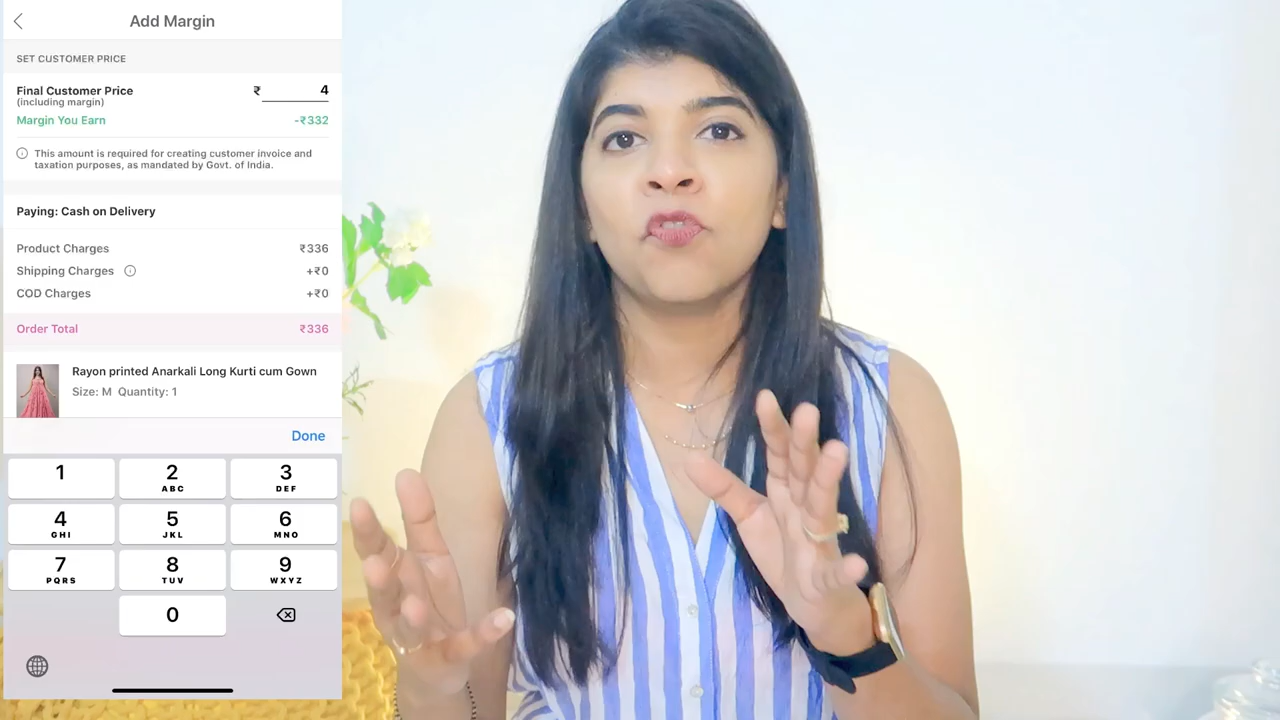 Add Margin
SET CUSTOMER PRICE
Final Customer Price ₹ 4
(including margin)
Margin You Earn -₹332
This amount is required for creating customer invoice and
taxation purposes, as mandated by Govt. of India.
Paying: Cash on Delivery
Product Charges ₹336
Shipping Charges +₹0
COD Charges +₹0
Order Total ₹336
Rayon printed Anarkali Long Kurti cum Gown
Size: M Quantity: 1
Done
1 2 3
ABC DEF
4 5 6
GHI JKL MNO
7 8 9
PQRS TUV WXYZ
0